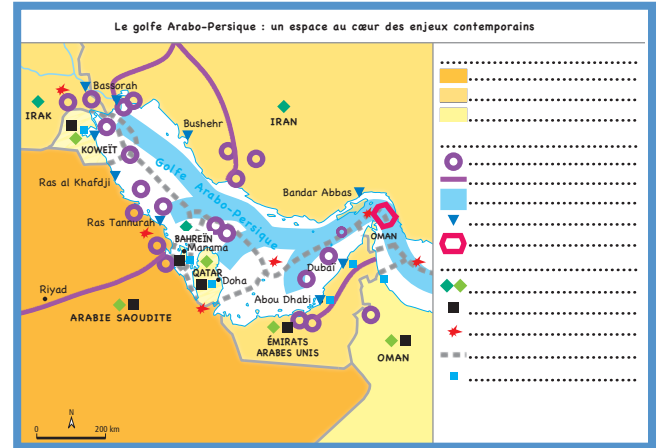 Le golfe Arabo-Persique : un espace au cœur des enjeux contemporains
Bassorah
IRAK
Bushehr
IRAN
KOWEÏT
Golfe Arabo-Persique
Ras al Khafdji
Bandar Abbas
Ras Tannurah
OMAN
BAHREÏN
Manama
QATAR
Dubaï
Doha
Riyad
Abou Dhabi
ARABIE SAOUDITE
ÉMIRATS
ARABES UNIS
OMAN
N
0 200 km